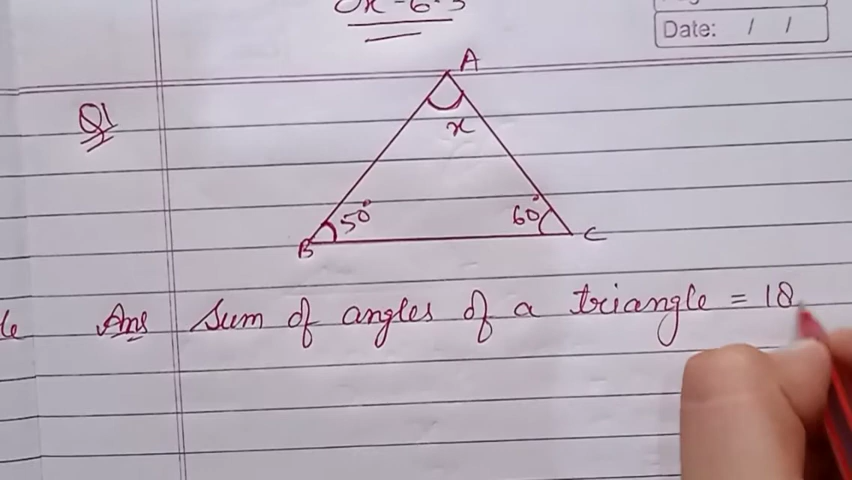 Date: / /
Q1
A
x
50°
60°
B
C
Ans Sum of angles of a triangle = 18